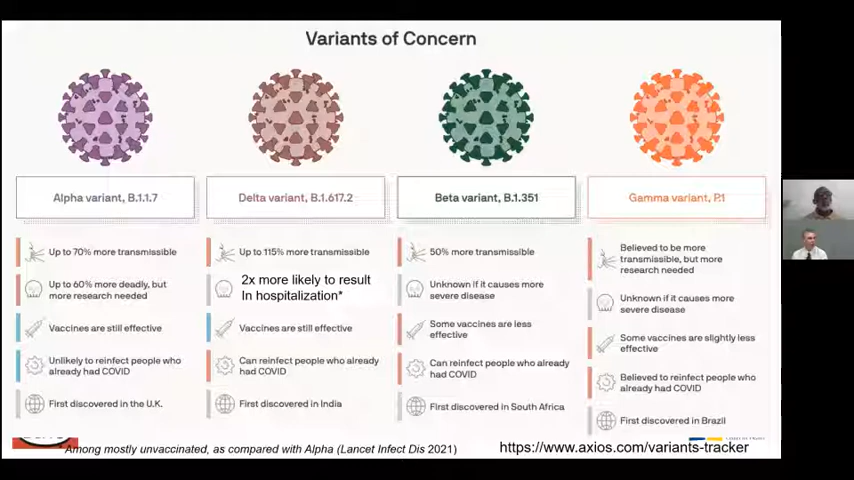 Variants of Concern
Alpha variant, B.1.1.7
Up to 70% more transmissible
Up to 60% more deadly, but
more research needed
Vaccines are still effective
Unlikely to reinfect people who
already had COVID
First discovered in the U.K.
Delta variant, B.1.617.2
Up to 115% more transmissible
2x more likely to result
In hospitalization*
Vaccines are still effective
Can reinfect people who already
had COVID
First discovered in India
Beta variant, B.1.351
50% more transmissible
Unknown if it causes more
severe disease
Some vaccines are less
effective
Can reinfect people who already
had COVID
First discovered in South Africa
Gamma variant, P.1
Believed to be more
transmissible, but more
research needed
Unknown if it causes more
severe disease
Some vaccines are slightly less
effective
Believed to reinfect people who
already had COVID
First discovered in Brazil
Among mostly unvaccinated, as compared with Alpha (Lancet Infect Dis 2021)
https://www.axios.com/variants-tracker